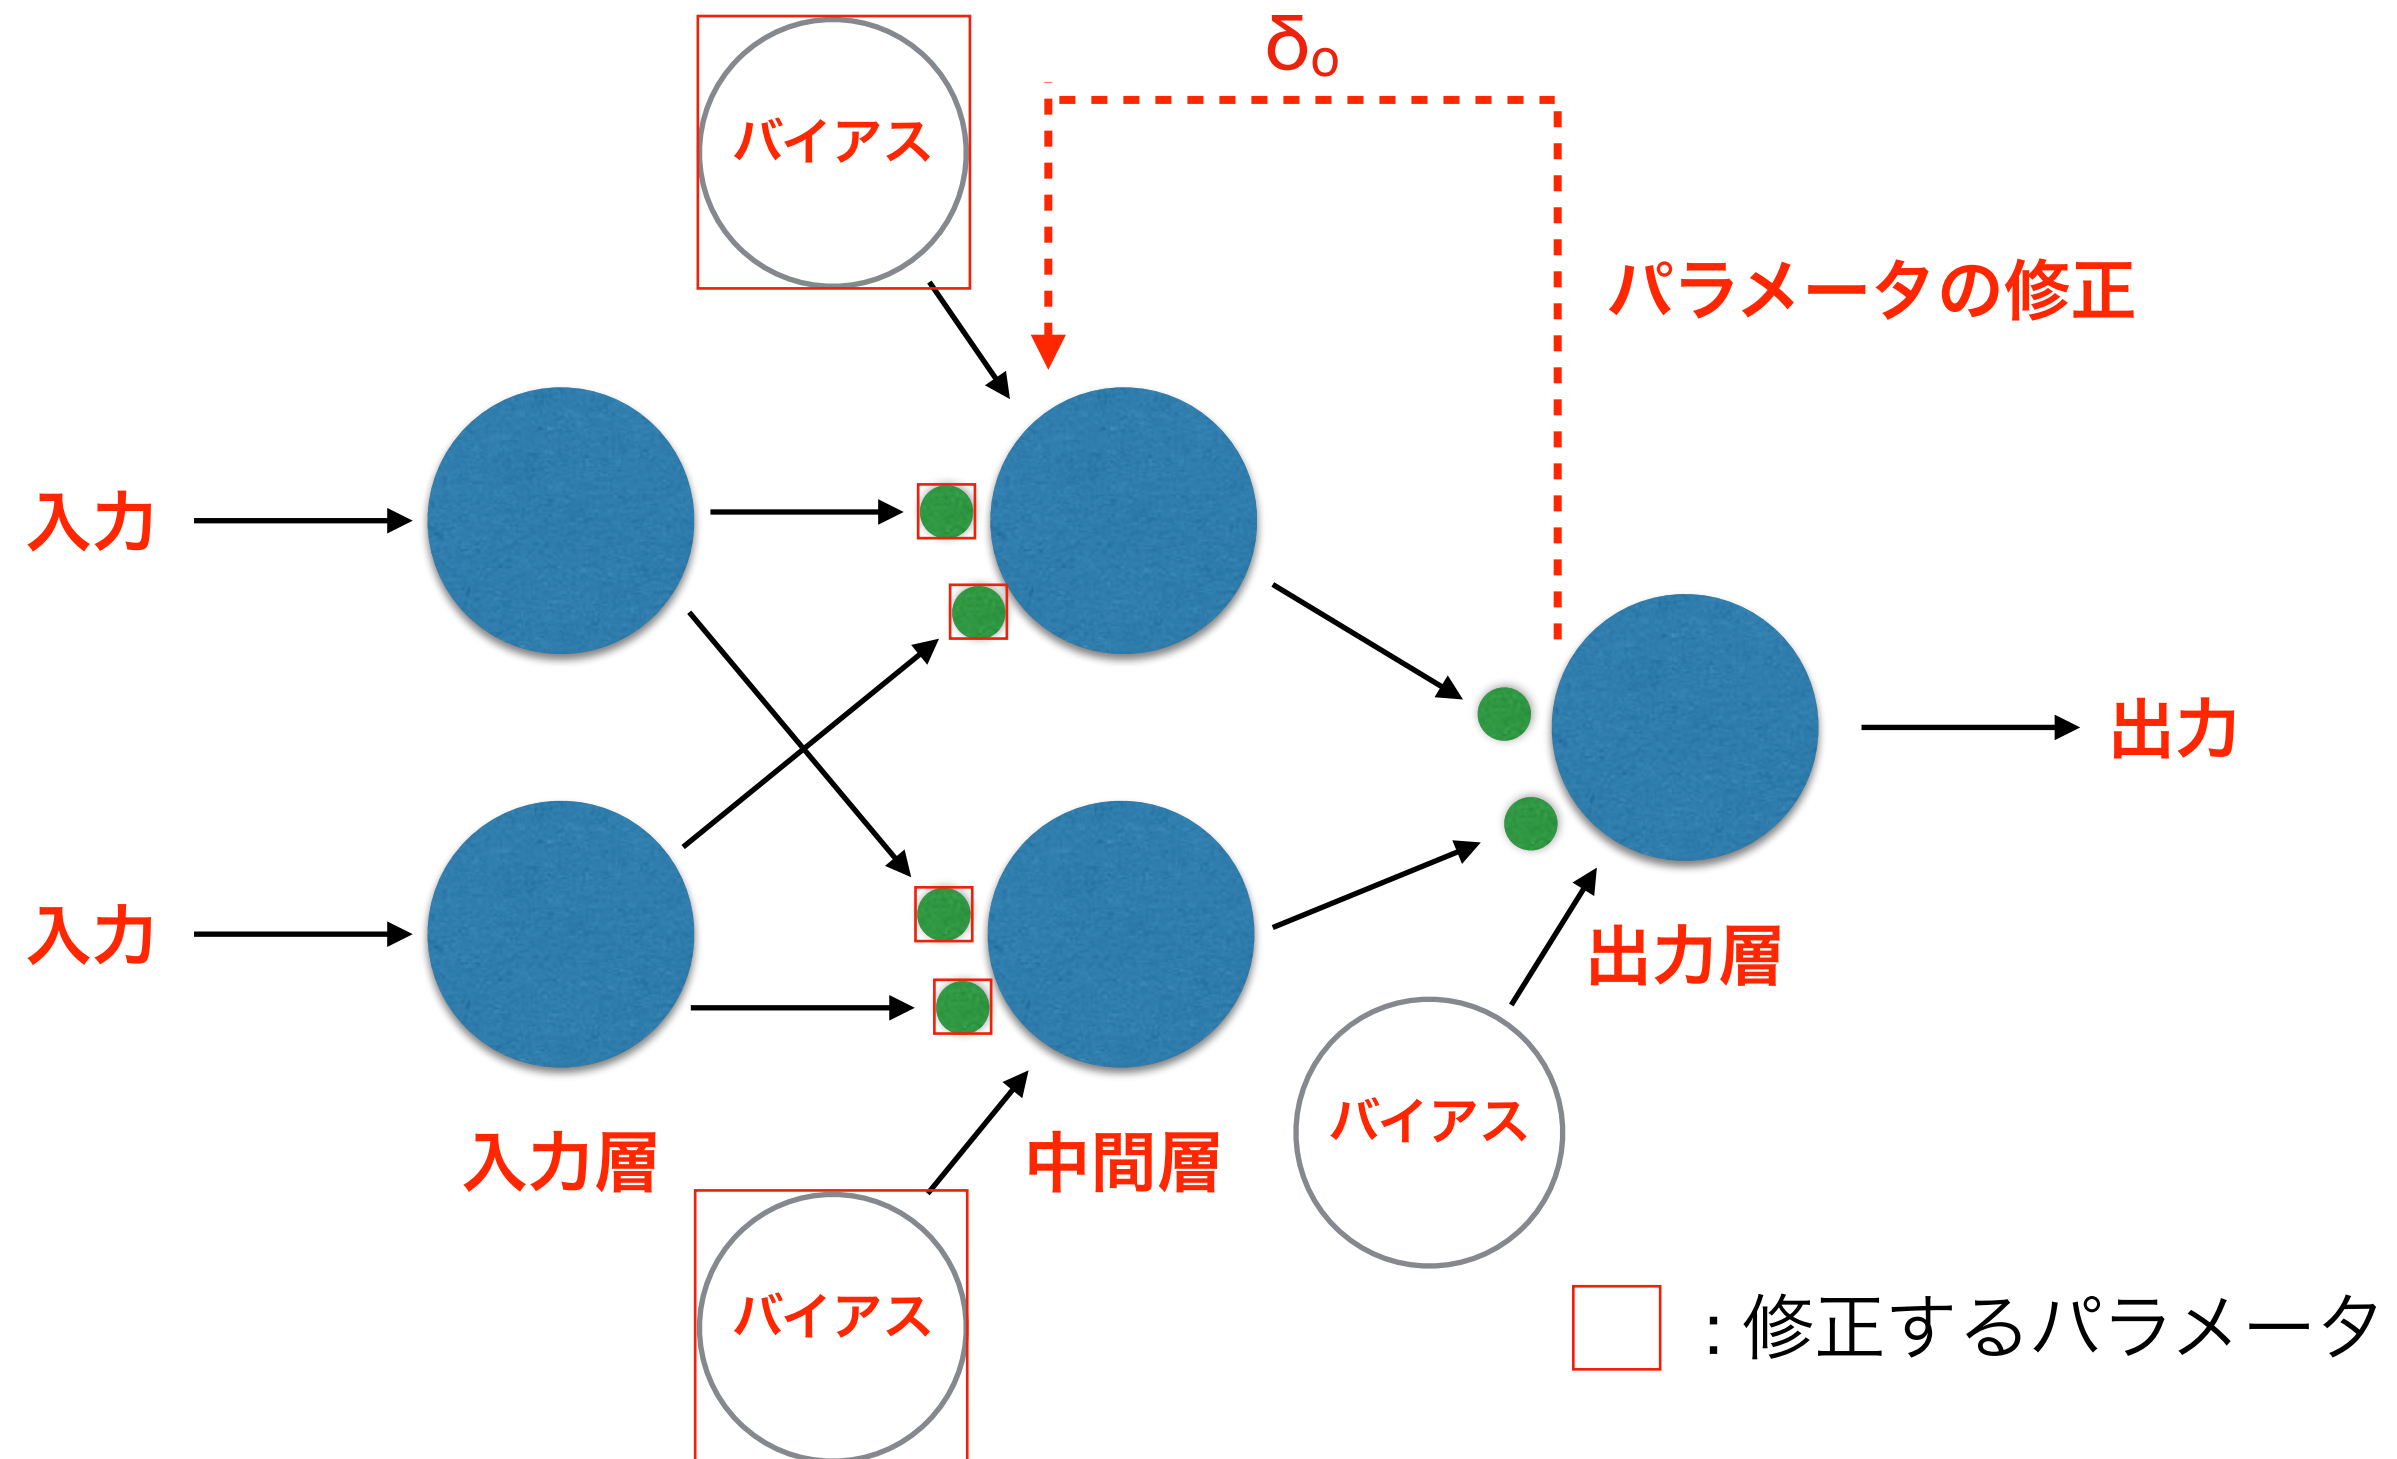 δo
バイアス
パラメータの修正
入力
出力
入力
出力層
バイアス
入力層
中間層
バイアス
: 修正するパラメータ